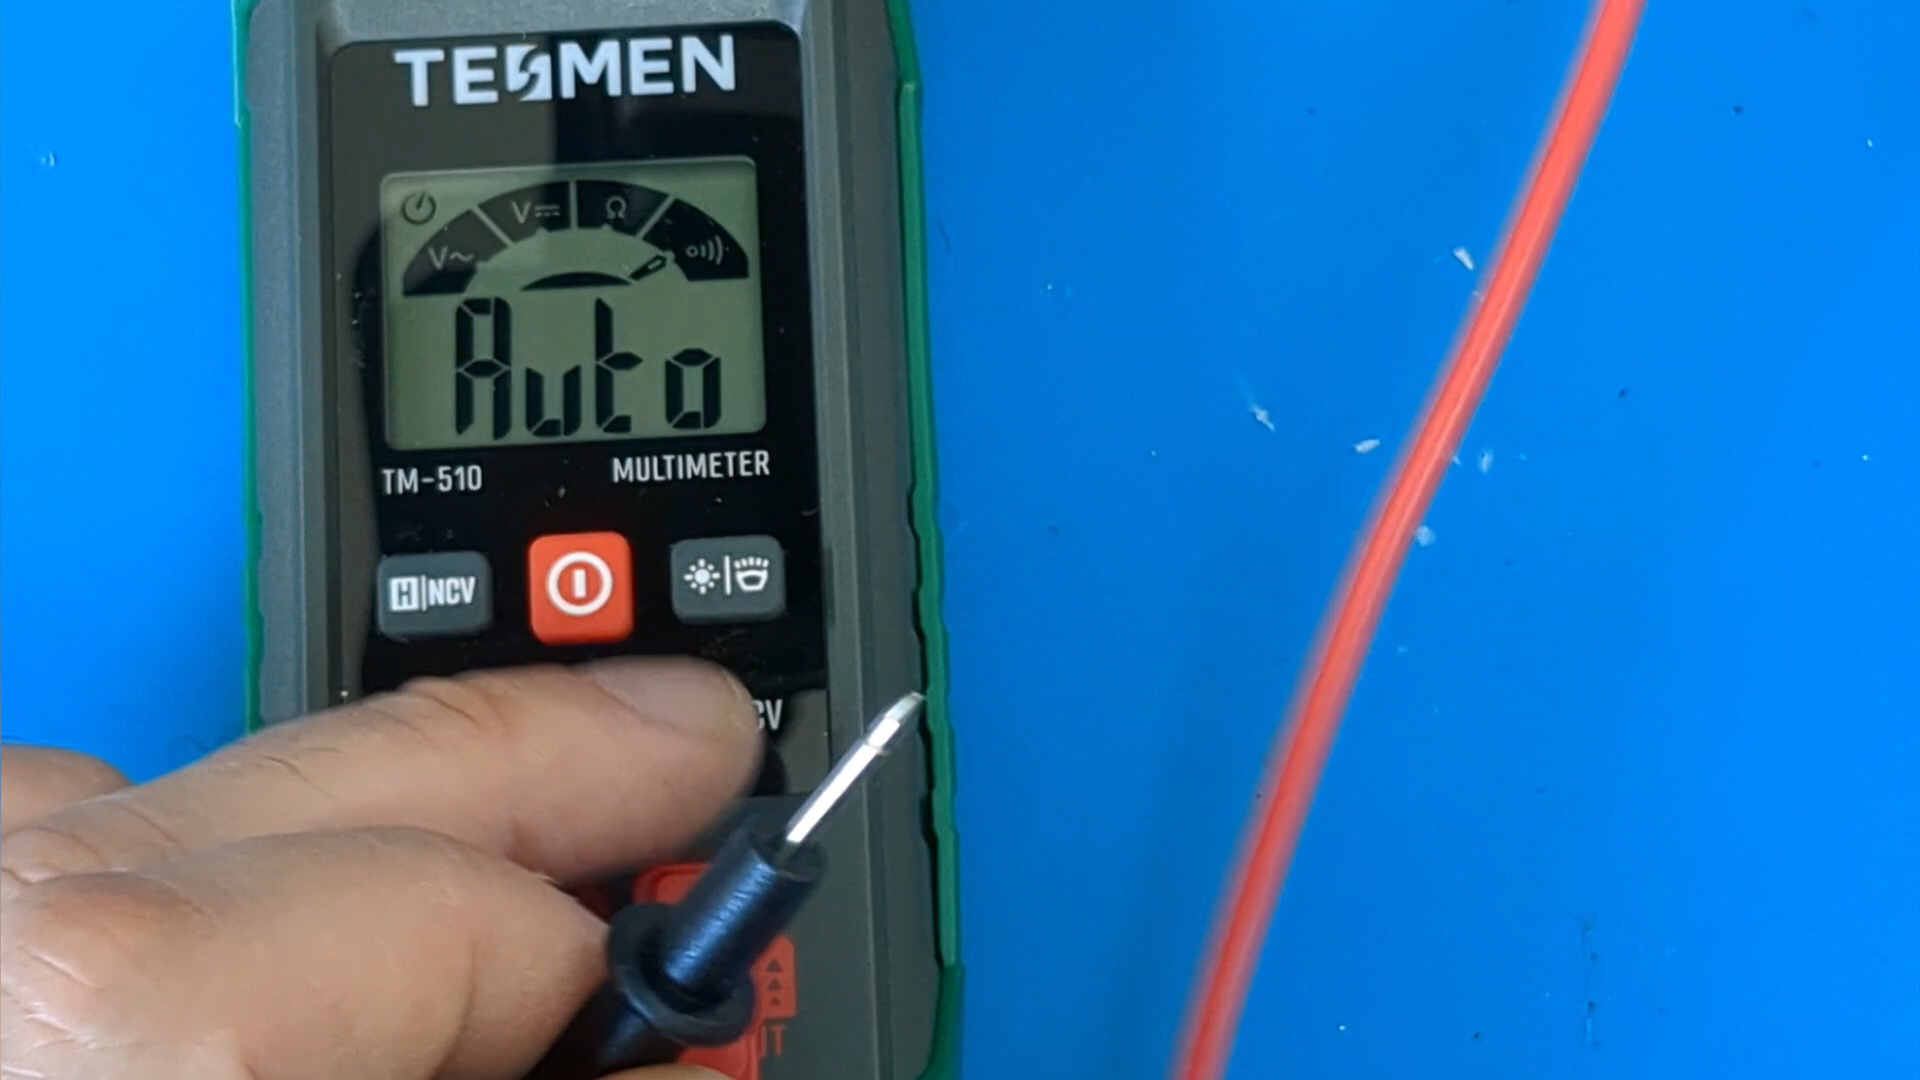 TESMEN
V~ V⎓ Ω
Auto
TM-510 MULTIMETER
H|NCV